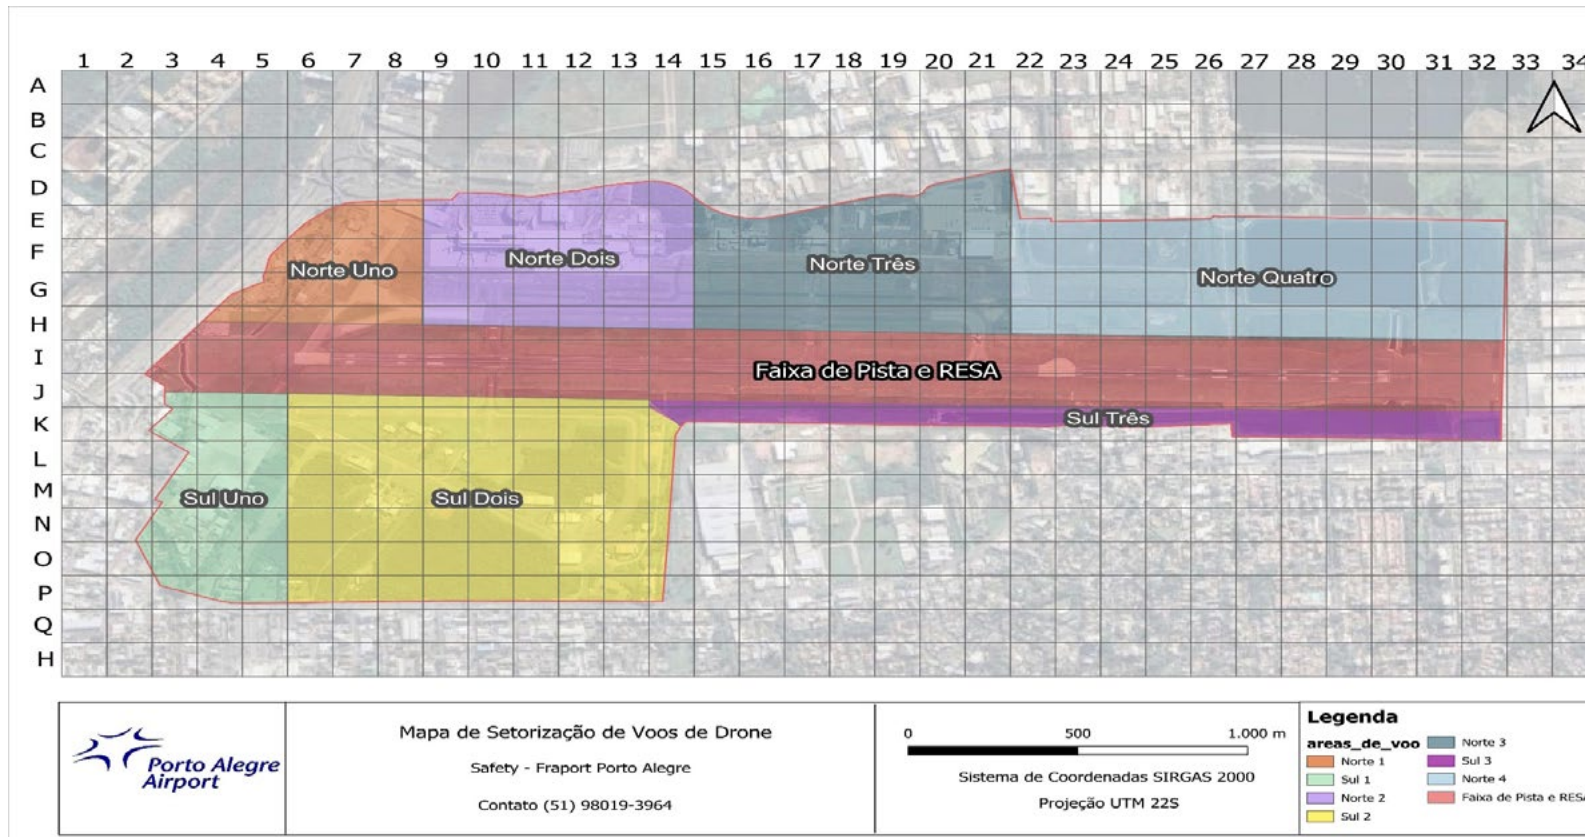 1 2 3 4 5 6 7 8 9 10 11 12 13 14 15 16 17 18 19 20 21 22 23 24 25 26 27 28 29 30 31 32 33 34
A
B
C
D
E
F
G
H
I
J
K
L
M
N
O
P
Q
H
Norte Uno
Norte Dois
Norte Três
Norte Quatro
Faixa de Pista e RESA
Sul Três
Sul Uno
Sul Dois
Porto Alegre
Airport
Mapa de Setorização de Voos de Drone
Safety - Fraport Porto Alegre
Contato (51) 98019-3964
0 500 1.000 m
Sistema de Coordenadas SIRGAS 2000
Projeção UTM 22S
Legenda
areas_de_voo
Norte 1
Sul 1
Norte 2
Sul 2
Norte 3
Sul 3
Norte 4
Faixa de Pista e RESA